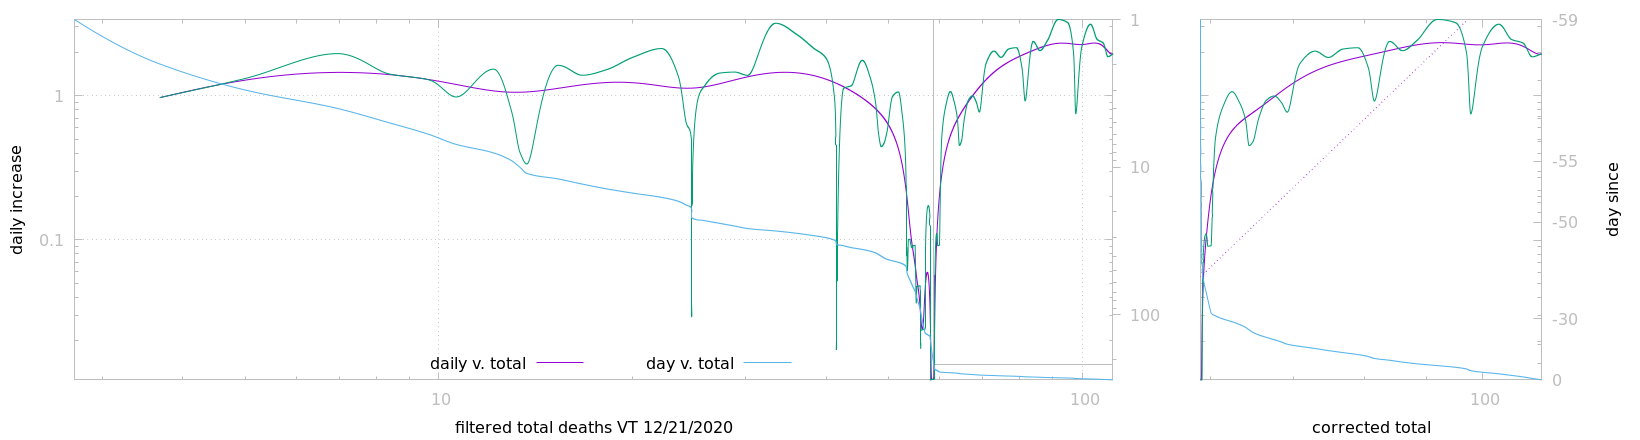 daily increase
1
0.1
daily v. total
day v. total
10
100
filtered total deaths VT 12/21/2020
1
10
100
-59
-55
-50
-30
0
day since
100
corrected total